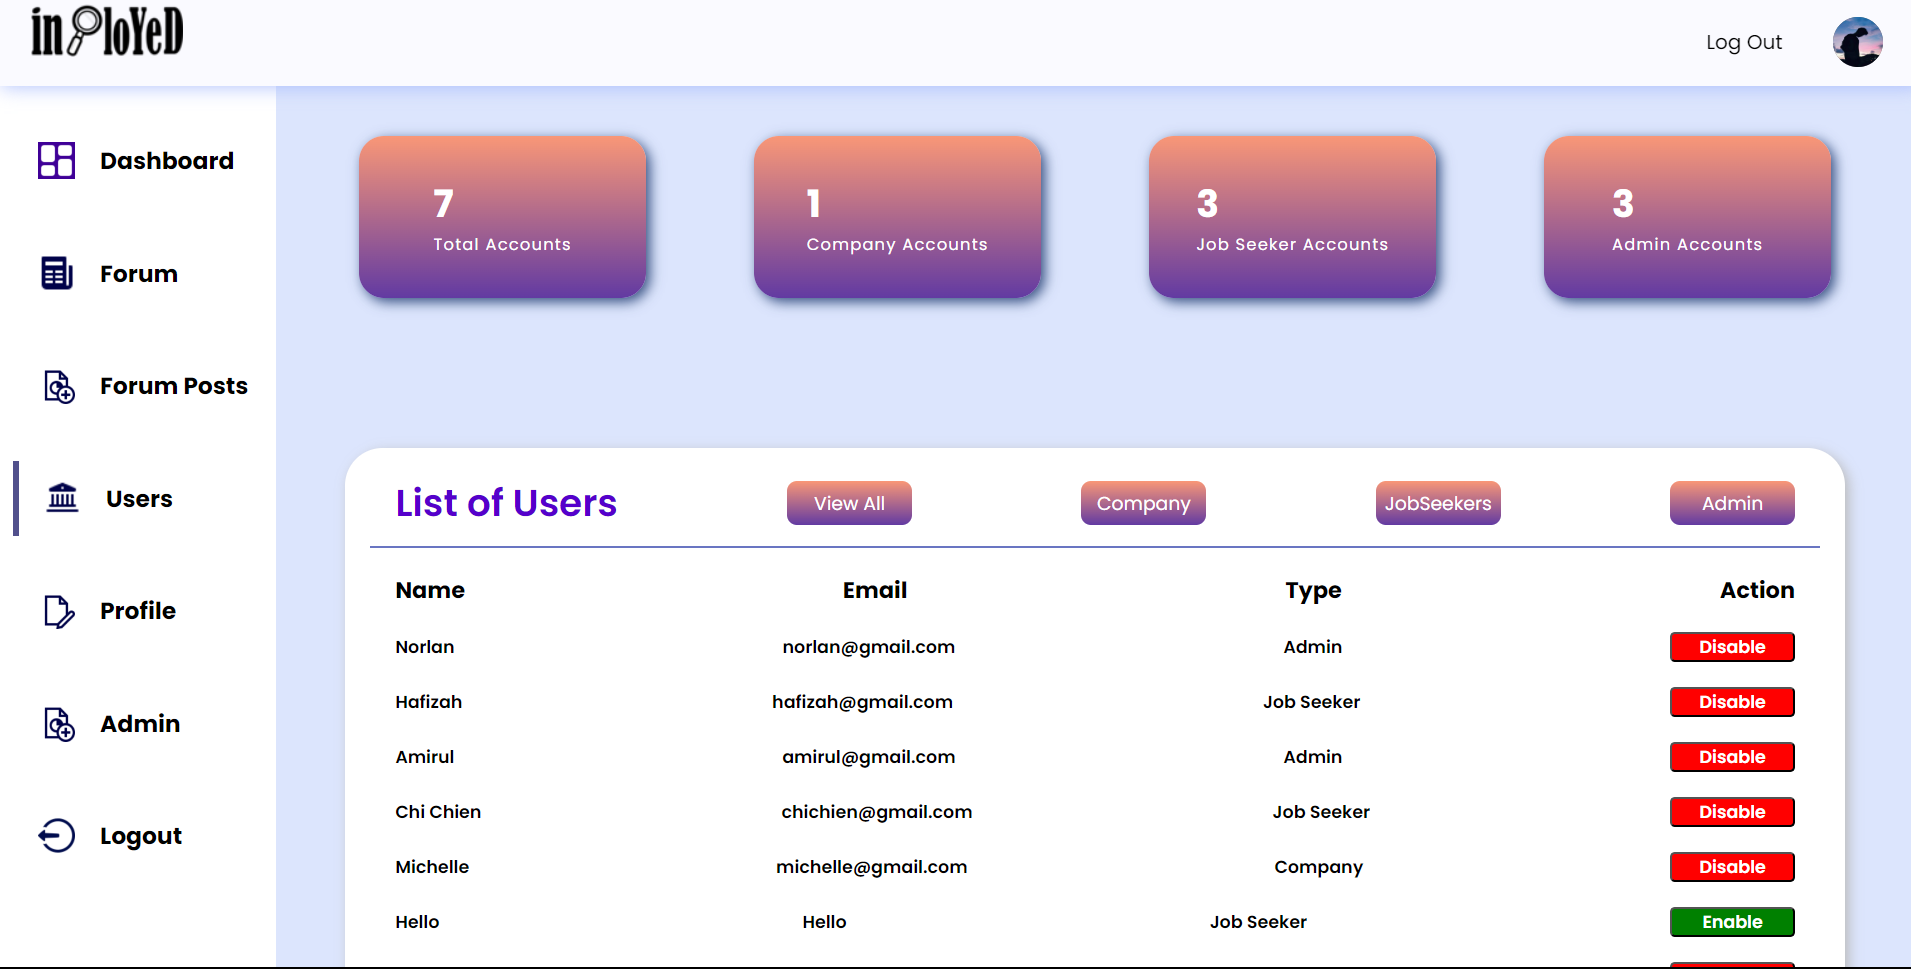 inployeD
Log Out
Dashboard
Forum
Forum Posts
Users
Profile
Admin
Logout
7
Total Accounts
1
Company Accounts
3
Job Seeker Accounts
3
Admin Accounts
List of Users View All Company JobSeekers Admin
Name Email Type Action
Norlan norlan@gmail.com Admin Disable
Hafizah hafizah@gmail.com Job Seeker Disable
Amirul amirul@gmail.com Admin Disable
Chi Chien chichien@gmail.com Job Seeker Disable
Michelle michelle@gmail.com Company Disable
Hello Hello Job Seeker Enable